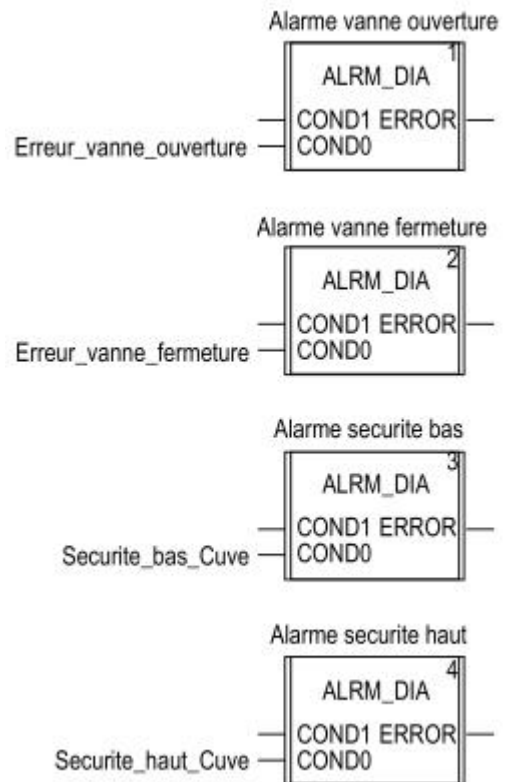 Alarme vanne ouverture
1
ALRM_DIA
COND1 ERROR
Erreur_vanne_ouverture COND0
Alarme vanne fermeture
2
ALRM_DIA
COND1 ERROR
Erreur_vanne_fermeture COND0
Alarme securite bas
3
ALRM_DIA
COND1 ERROR
Securite_bas_Cuve COND0
Alarme securite haut
4
ALRM_DIA
COND1 ERROR
Securite_haut_Cuve COND0